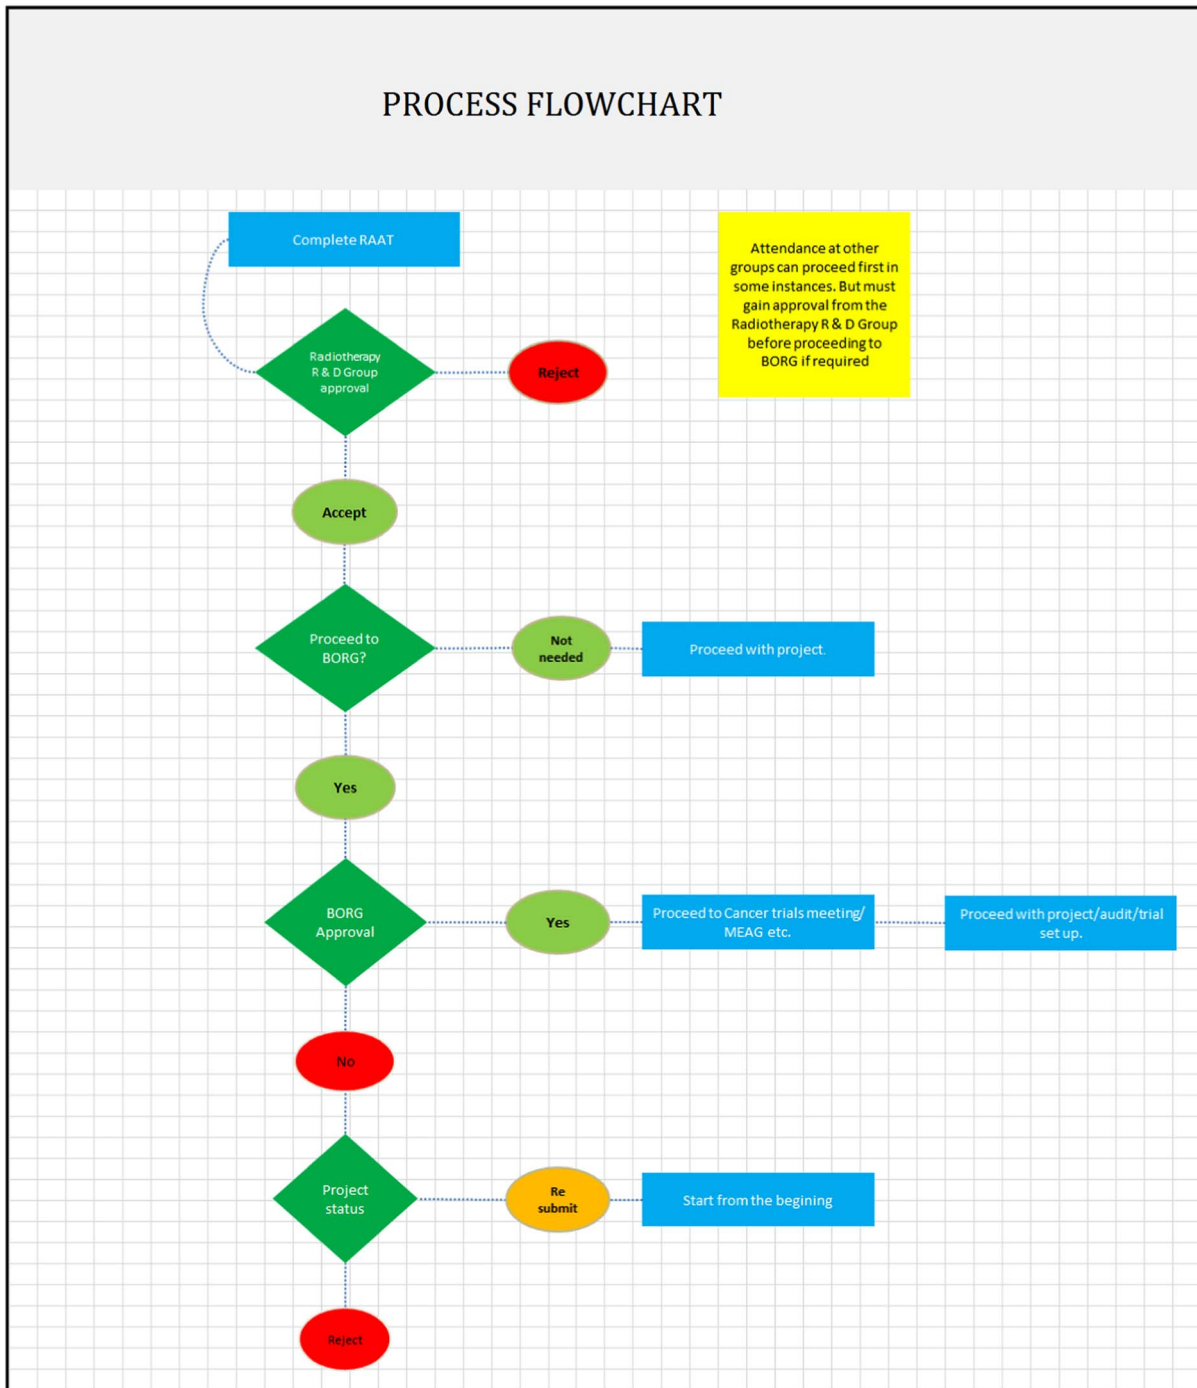 PROCESS FLOWCHART
Complete RAAT
Attendance at other
groups can proceed first in
some instances. But must
gain approval from the
Radiotherapy R & D Group
before proceeding to
BORG if required
Radiotherapy
R & D Group
approval
Reject
Accept
Proceed to
BORG?
Not
needed
Proceed with project.
Yes
BORG
Approval
Yes
Proceed to Cancer trials meeting/
MEAG etc.
Proceed with project/audit/trial
set up.
No
Project
status
Re
submit
Start from the begining
Reject